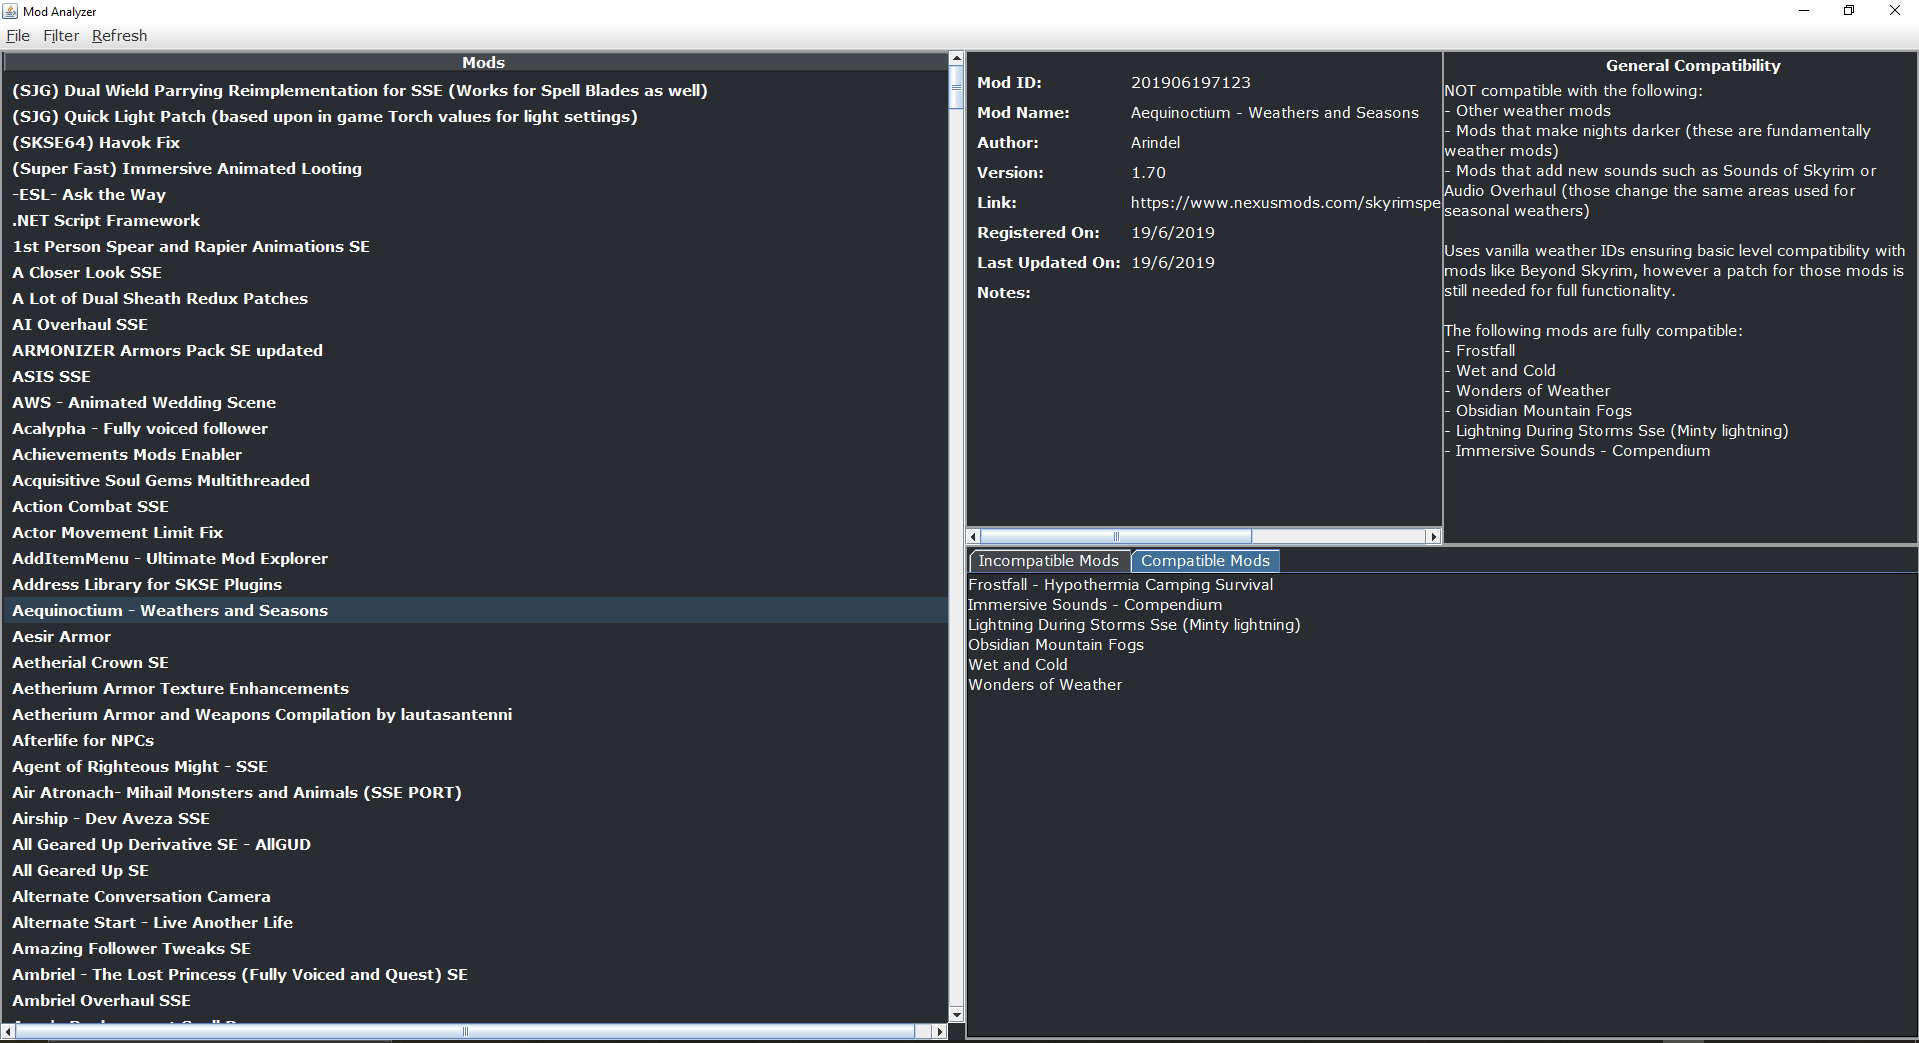 Mod Analyzer
File Filter Refresh
Mods
(SJG) Dual Wield Parrying Reimplementation for SSE (Works for Spell Blades as well)
(SJG) Quick Light Patch (based upon in game Torch values for light settings)
(SKSE64) Havok Fix
(Super Fast) Immersive Animated Looting
-ESL- Ask the Way
.NET Script Framework
1st Person Spear and Rapier Animations SE
A Closer Look SSE
A Lot of Dual Sheath Redux Patches
AI Overhaul SSE
ARMONIZER Armors Pack SE updated
ASIS SSE
AWS - Animated Wedding Scene
Acalypha - Fully voiced follower
Achievements Mods Enabler
Acquisitive Soul Gems Multithreaded
Action Combat SSE
Actor Movement Limit Fix
AddItemMenu - Ultimate Mod Explorer
Address Library for SKSE Plugins
Aequinoctium - Weathers and Seasons
Aesir Armor
Aetherial Crown SE
Aetherium Armor Texture Enhancements
Aetherium Armor and Weapons Compilation by lautasantenni
Afterlife for NPCs
Agent of Righteous Might - SSE
Air Atronach- Mihail Monsters and Animals (SSE PORT)
Airship - Dev Aveza SSE
All Geared Up Derivative SE - AllGUD
All Geared Up SE
Alternate Conversation Camera
Alternate Start - Live Another Life
Amazing Follower Tweaks SE
Ambriel - The Lost Princess (Fully Voiced and Quest) SE
Ambriel Overhaul SSE
Mod ID: 201906197123
Mod Name: Aequinoctium - Weathers and Seasons
Author: Arindel
Version: 1.70
Link: https://www.nexusmods.com/skyrimspe
Registered On: 19/6/2019
Last Updated On: 19/6/2019
Notes:
General Compatibility
NOT compatible with the following:
- Other weather mods
- Mods that make nights darker (these are fundamentally
weather mods)
- Mods that add new sounds such as Sounds of Skyrim or
Audio Overhaul (those change the same areas used for
seasonal weathers)
Uses vanilla weather IDs ensuring basic level compatibility with
mods like Beyond Skyrim, however a patch for those mods is
still needed for full functionality.
The following mods are fully compatible:
- Frostfall
- Wet and Cold
- Wonders of Weather
- Obsidian Mountain Fogs
- Lightning During Storms Sse (Minty lightning)
- Immersive Sounds - Compendium
Incompatible Mods Compatible Mods
Frostfall - Hypothermia Camping Survival
Immersive Sounds - Compendium
Lightning During Storms Sse (Minty lightning)
Obsidian Mountain Fogs
Wet and Cold
Wonders of Weather